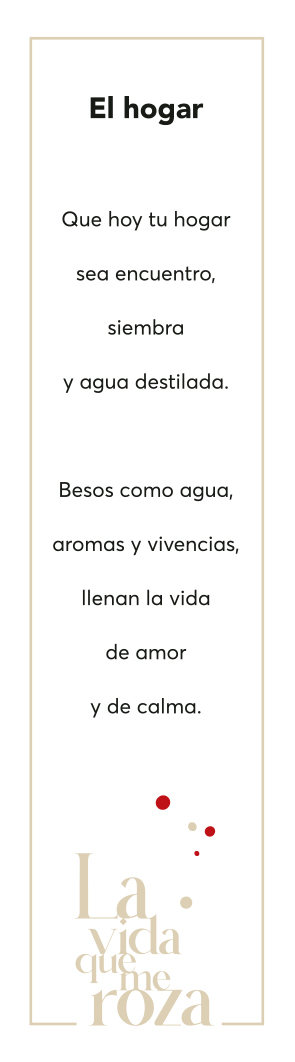 El hogar
Que hoy tu hogar
sea encuentro,
siembra
y agua destilada.
Besos como agua,
aromas y vivencias,
llenan la vida
de amor
y de calma.
La
vida
que
me
roza